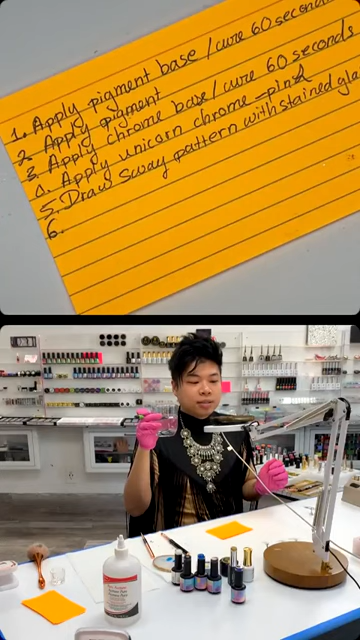 1. Apply pigment base/cure 60 seconds
2. Apply pigment
3. Apply chrome base/cure 60 seconds
4. Apply unicorn chrome - pink
5. Draw sway pattern with stained gla
6.